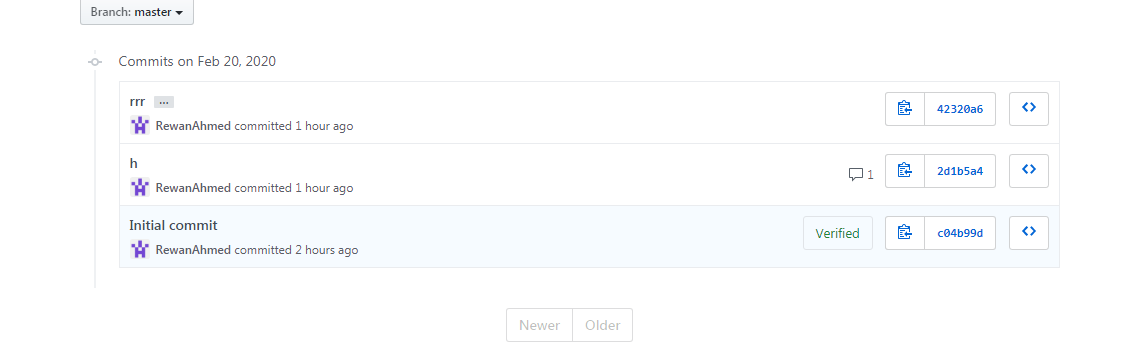 Branch: master
Commits on Feb 20, 2020
rrr ...
42320a6
RewanAhmed committed 1 hour ago
h
1
2d1b5a4
RewanAhmed committed 1 hour ago
Initial commit
Verified
c04b99d
RewanAhmed committed 2 hours ago
Newer Older